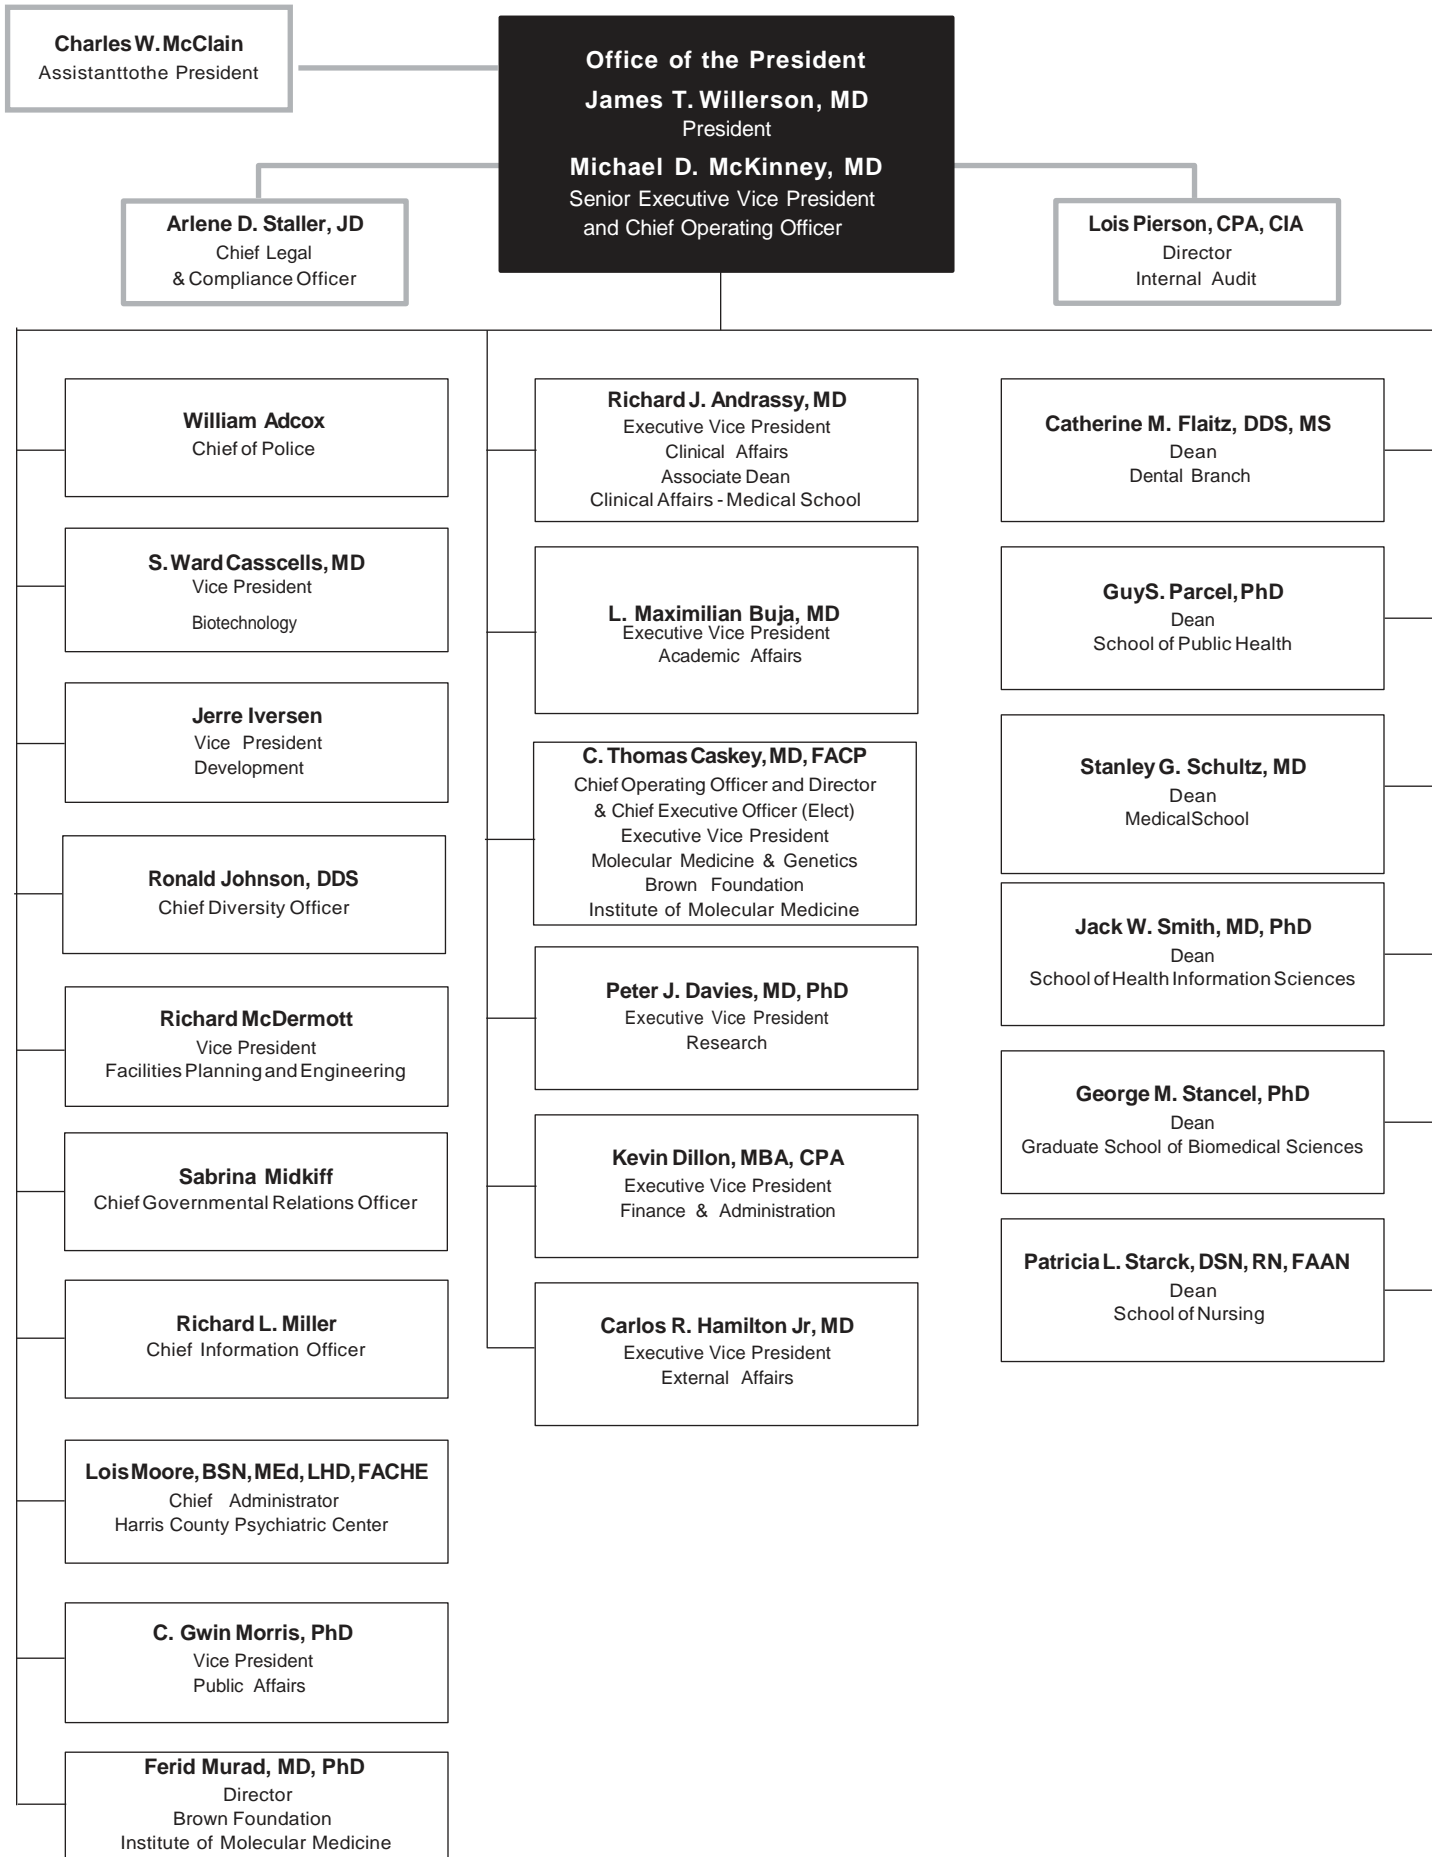 Charles W. McClain
Assistant to the President
Office of the President
James T. Willerson, MD
President
Michael D. McKinney, MD
Senior Executive Vice President
and Chief Operating Officer
Arlene D. Staller, JD
Chief Legal
& Compliance Officer
Lois Pierson, CPA, CIA
Director
Internal Audit
William Adcox
Chief of Police
S. Ward Casscells, MD
Vice President
Biotechnology
Jerre Iversen
Vice President
Development
Ronald Johnson, DDS
Chief Diversity Officer
Richard McDermott
Vice President
Facilities Planning and Engineering
Sabrina Midkiff
Chief Governmental Relations Officer
Richard L. Miller
Chief Information Officer
Lois Moore, BSN, MEd, LHD, FACHE
Chief Administrator
Harris County Psychiatric Center
C. Gwin Morris, PhD
Vice President
Public Affairs
Ferid Murad, MD, PhD
Director
Brown Foundation
Institute of Molecular Medicine
Richard J. Andrassy, MD
Executive Vice President
Clinical Affairs
Associate Dean
Clinical Affairs - Medical School
L. Maximilian Buja, MD
Executive Vice President
Academic Affairs
C. Thomas Caskey, MD, FACP
Chief Operating Officer and Director
& Chief Executive Officer (Elect)
Executive Vice President
Molecular Medicine & Genetics
Brown Foundation
Institute of Molecular Medicine
Peter J. Davies, MD, PhD
Executive Vice President
Research
Kevin Dillon, MBA, CPA
Executive Vice President
Finance & Administration
Carlos R. Hamilton Jr, MD
Executive Vice President
External Affairs
Catherine M. Flaitz, DDS, MS
Dean
Dental Branch
Guy S. Parcel, PhD
Dean
School of Public Health
Stanley G. Schultz, MD
Dean
Medical School
Jack W. Smith, MD, PhD
Dean
School of Health Information Sciences
George M. Stancel, PhD
Dean
Graduate School of Biomedical Sciences
Patricia L. Starck, DSN, RN, FAAN
Dean
School of Nursing